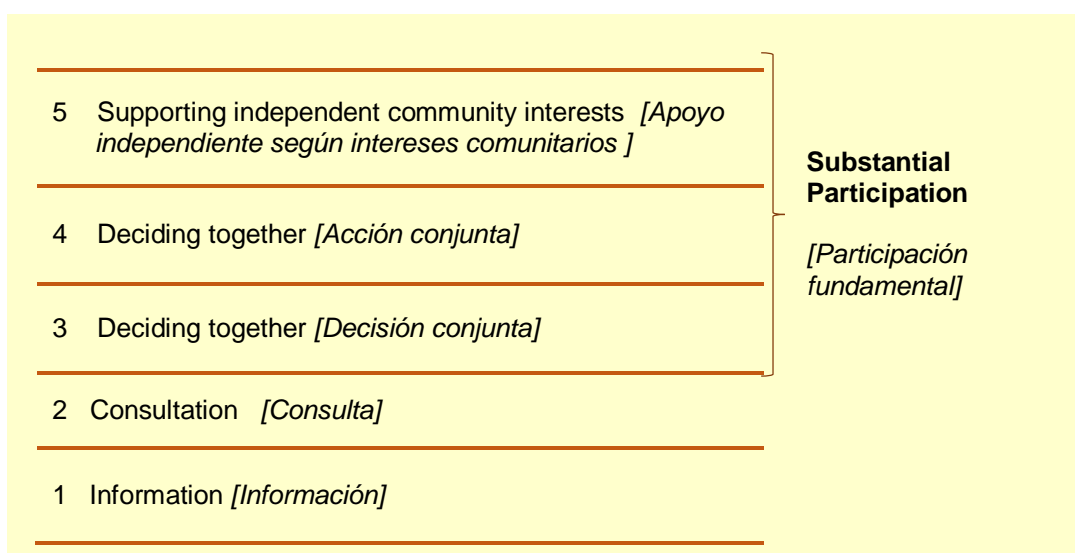 5 Supporting independent community interests [Apoyo
independiente según intereses comunitarios ]
4 Deciding together [Acción conjunta]
3 Deciding together [Decisión conjunta]
2 Consultation [Consulta]
1 Information [Información]
Substantial
Participation
[Participación
fundamental]